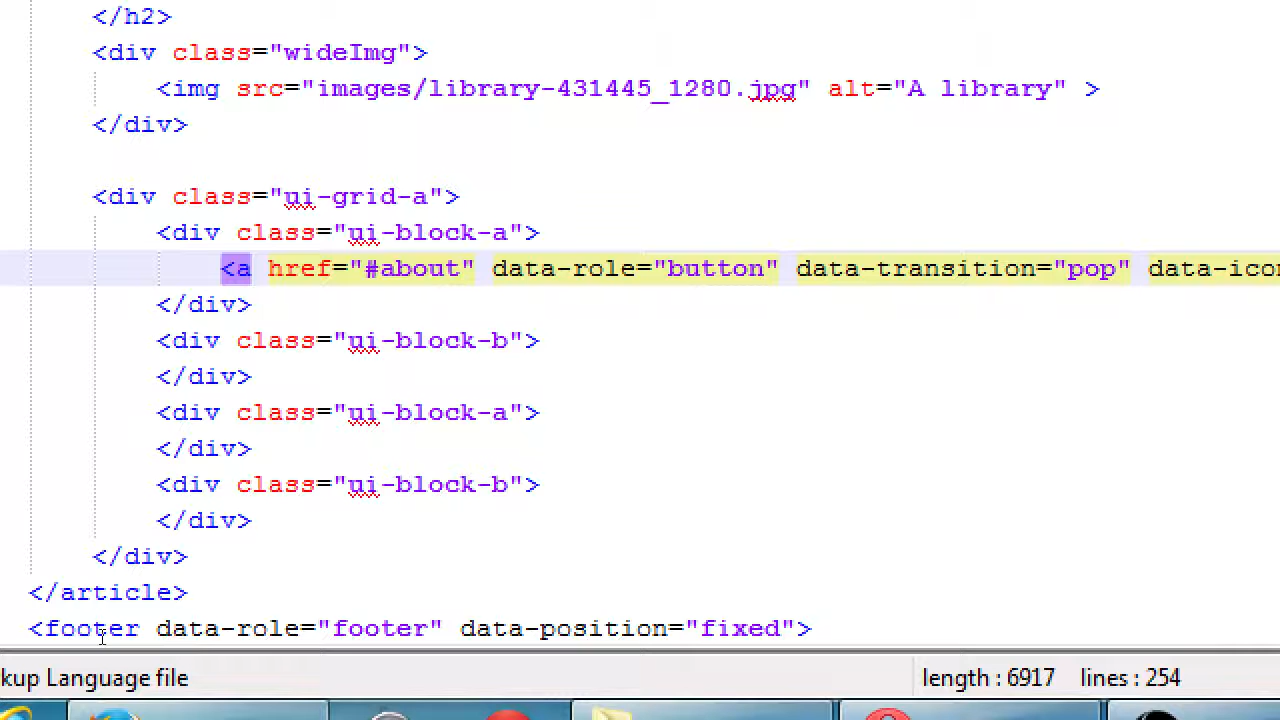 </h2>
<div class="wideImg">
<img src="images/library-431445_1280.jpg" alt="A library" >
</div>
<div class="ui-grid-a">
<div class="ui-block-a">
<a href="#about" data-role="button" data-transition="pop" data-icon
</div>
<div class="ui-block-b">
</div>
<div class="ui-block-a">
</div>
<div class="ui-block-b">
</div>
</div>
</article>
<footer data-role="footer" data-position="fixed">
kup Language file
length : 6917 lines : 254